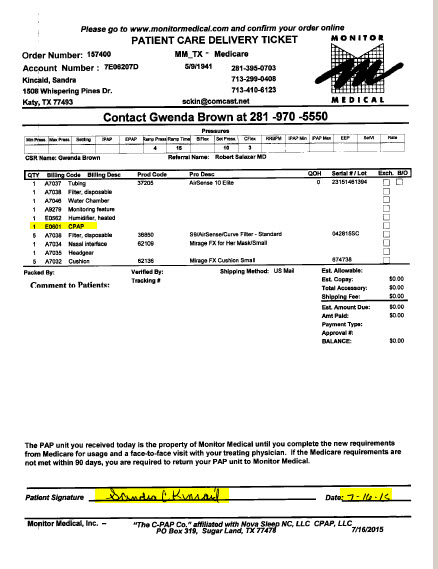 Please go to www.monitormedical.com and confirm your order online
PATIENT CARE DELIVERY TICKET
MONITOR
MEDICAL
Order Number: 157400 MM_TX - Medicare
Account Number : 7E06207D 5/9/1941 281-395-0703
Kincaid, Sandra 713-299-0408
1508 Whispering Pines Dr. 713-410-6123
Katy, TX 77493 sckin@comcast.net
Contact Gwenda Brown at 281 -970 -5550
Pressures
Min Press Max Press Setting IPAP EPAP Ramp Press Ramp Time BiFlex Set Press CFlex RRBPM IPAP Min IPAP Max EEP SetVt Rate
4 15 10 3
CSR Name: Gwenda Brown Referral Name: Robert Salazar MD
QTY Billing Code Billing Desc Prod Code Pro Desc QOH Serial # / Lot Exch. B/O
1 A7037 Tubing 37205 AirSense 10 Elite 0 23151461394
1 A7038 Filter, disposable
1 A7046 Water Chamber
1 A9279 Monitoring feature
1 E0562 Humidifier, heated
1 E0601 CPAP
5 A7038 Filter, disposable 36850 S9/AirSense/Curve Filter - Standard 042815SC
1 A7034 Nasal interface 62109 Mirage FX for Her Mask/Small
1 A7035 Headgear
5 A7032 Cushion 62136 Mirage FX Cushion Small 674738
Packed By: Verified By: Shipping Method: US Mail Est. Allowable:
Tracking # Est. Copay: $0.00
Comment to Patients: Total Accessory: $0.00
Shipping Fee: $0.00
Est. Amount Due: $0.00
Amt Paid: $0.00
Payment Type:
Approval #:
BALANCE: $0.00
The PAP unit you received today is the property of Monitor Medical until you complete the new requirements
from Medicare for usage and a face-to-face visit with your treating physician. If the Medicare requirements are
not met within 90 days, you are required to return your PAP unit to Monitor Medical.
Patient Signature Sandra C Kincaid Date: 7-16-15
Monitor Medical, Inc. - "The C-PAP Co." affiliated with Nova Sleep NC, LLC CPAP, LLC
PO Box 319, Sugar Land, TX 77478 7/16/2015